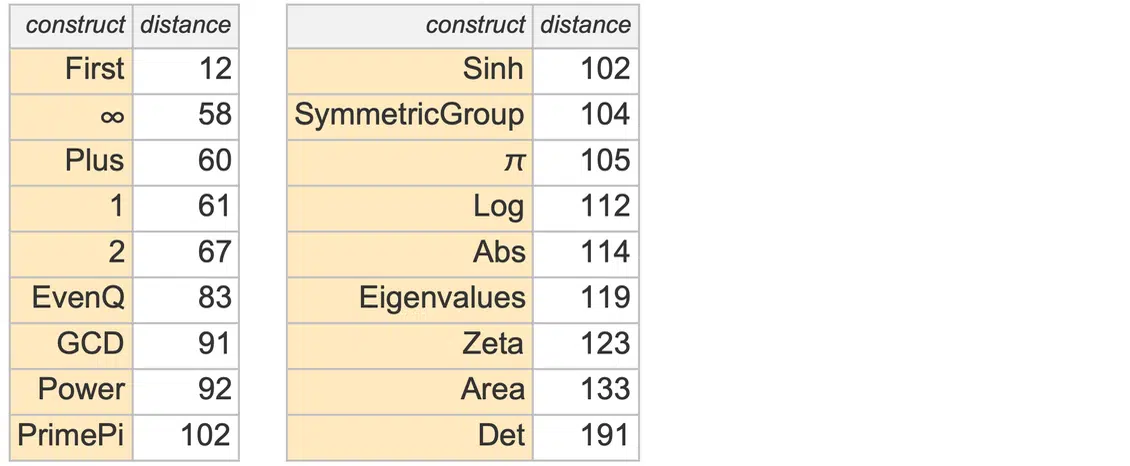 construct distance
First 12
∞ 58
Plus 60
1 61
2 67
EvenQ 83
GCD 91
Power 92
PrimePi 102
construct distance
Sinh 102
SymmetricGroup 104
π 105
Log 112
Abs 114
Eigenvalues 119
Zeta 123
Area 133
Det 191